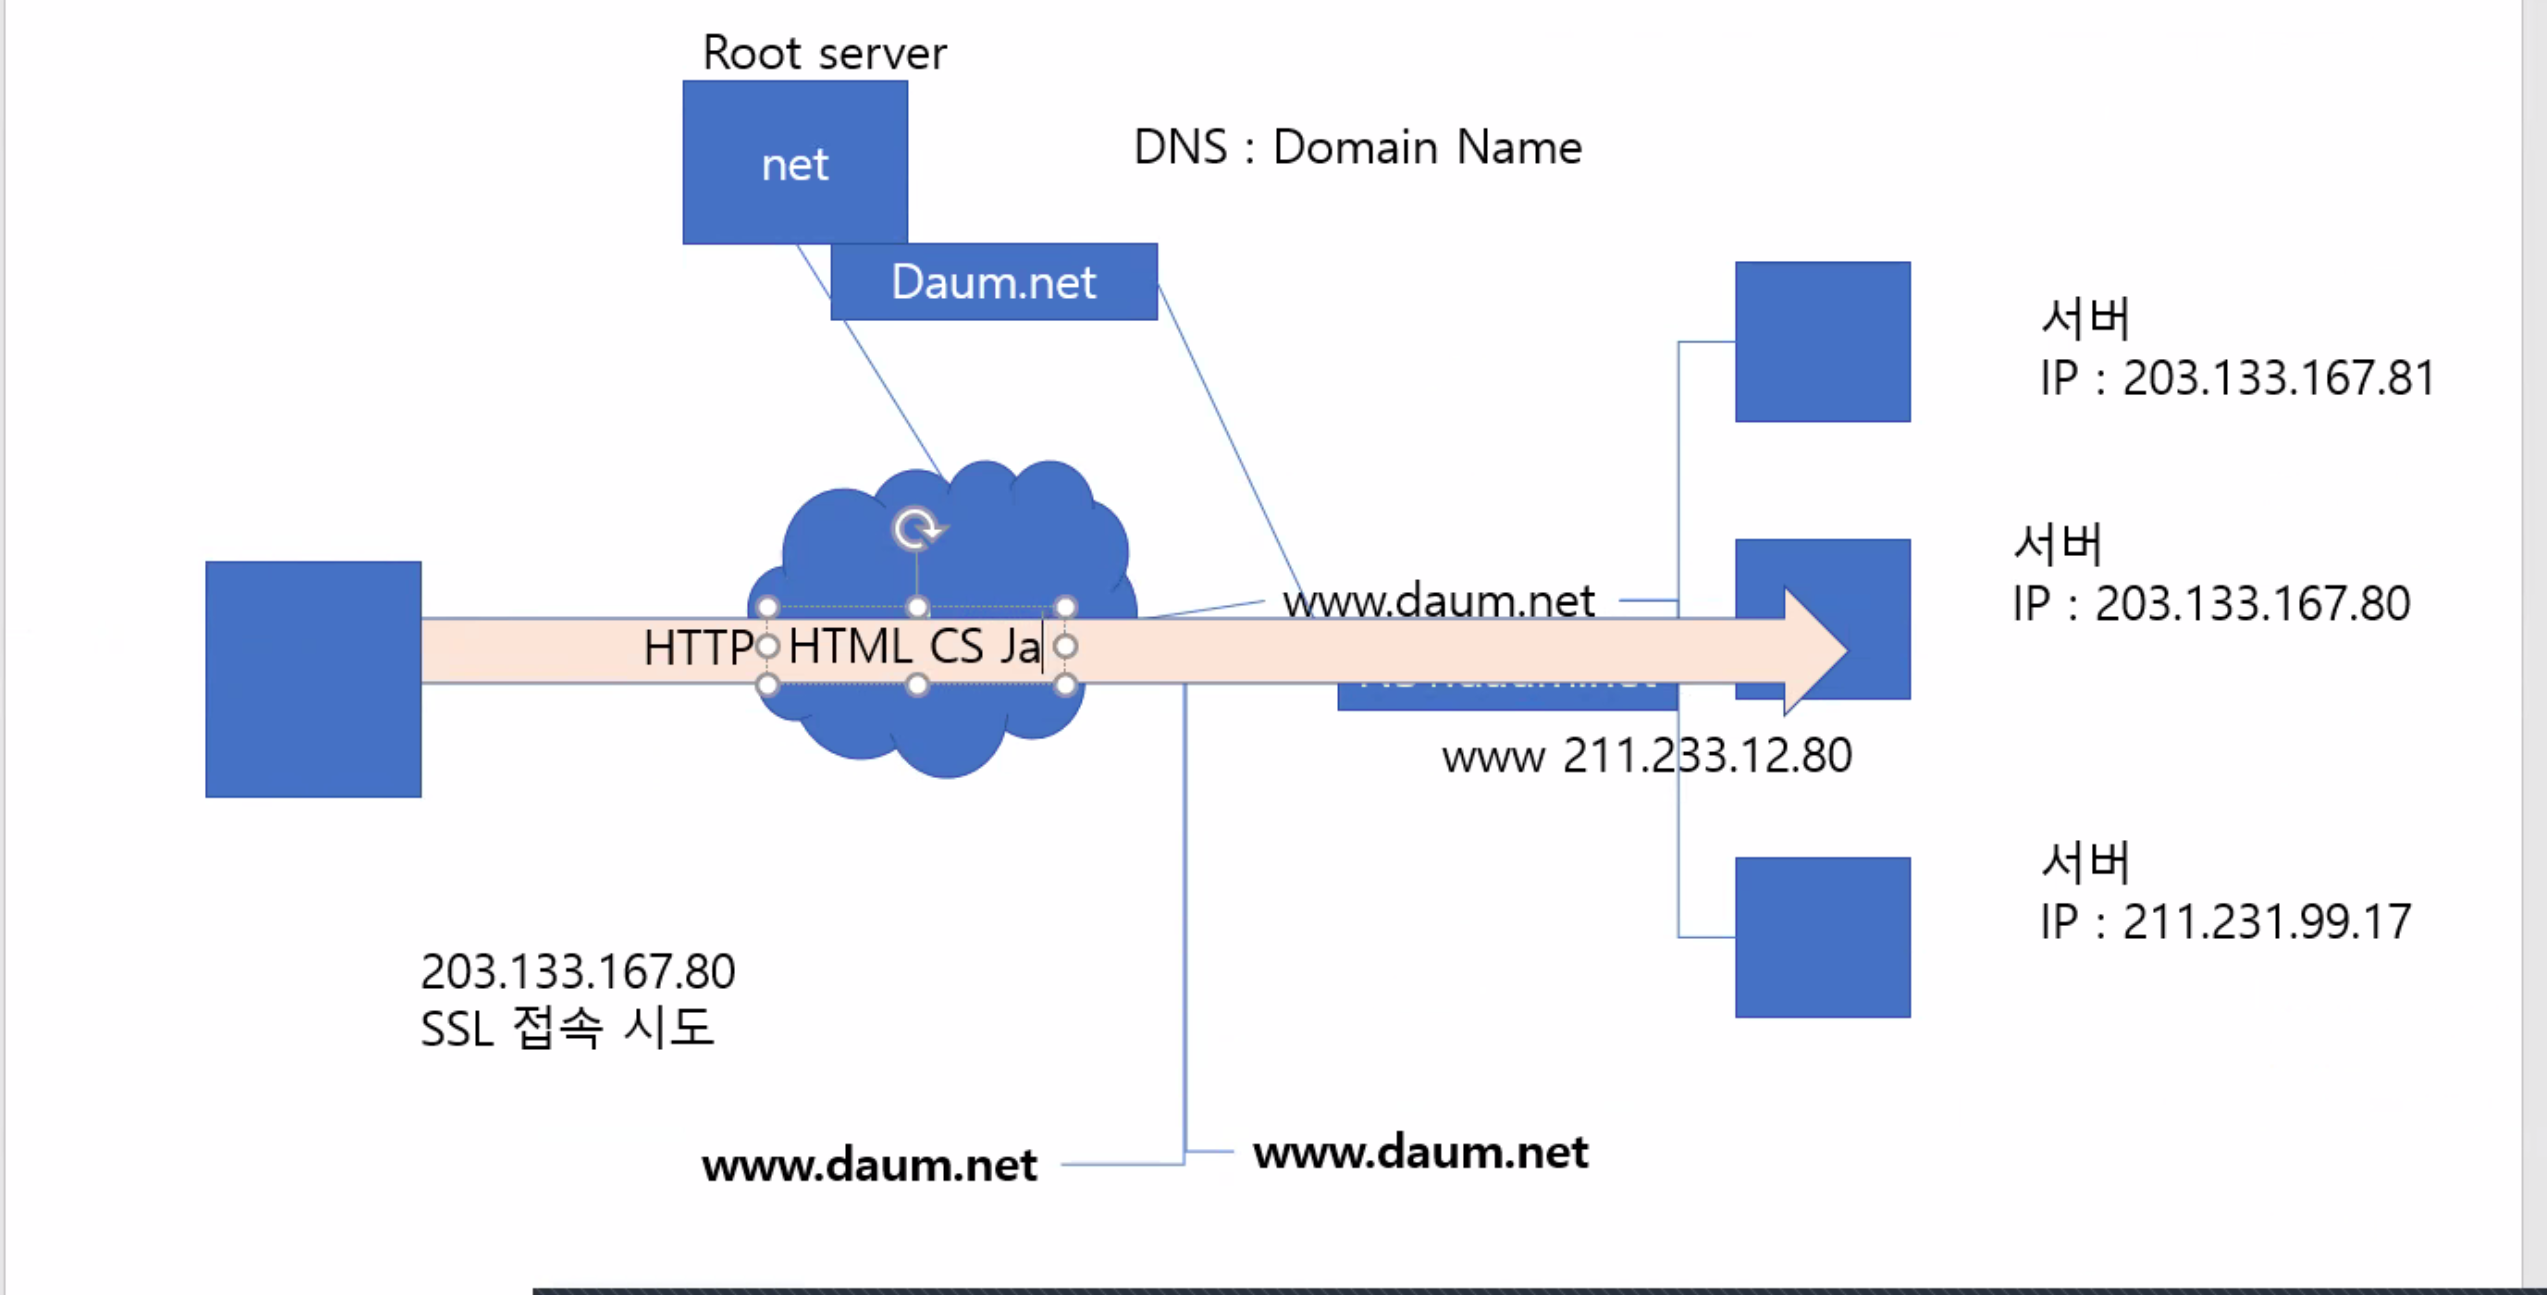 Root server
net
DNS : Domain Name
Daum.net
서버
IP : 203.133.167.81
서버
IP : 203.133.167.80
www.daum.net
HTTP HTML CS Ja
www 211.233.12.80
서버
IP : 211.231.99.17
203.133.167.80
SSL 접속 시도
www.daum.net
www.daum.net